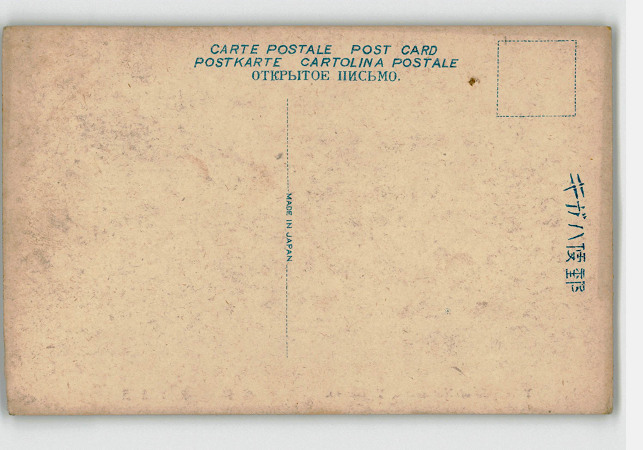 CARTE POSTALE POST CARD
POSTKARTE CARTOLINA POSTALE
ОТКРЫТОЕ ПИСЬМО.
MADE IN JAPAN
郵便ハガキ